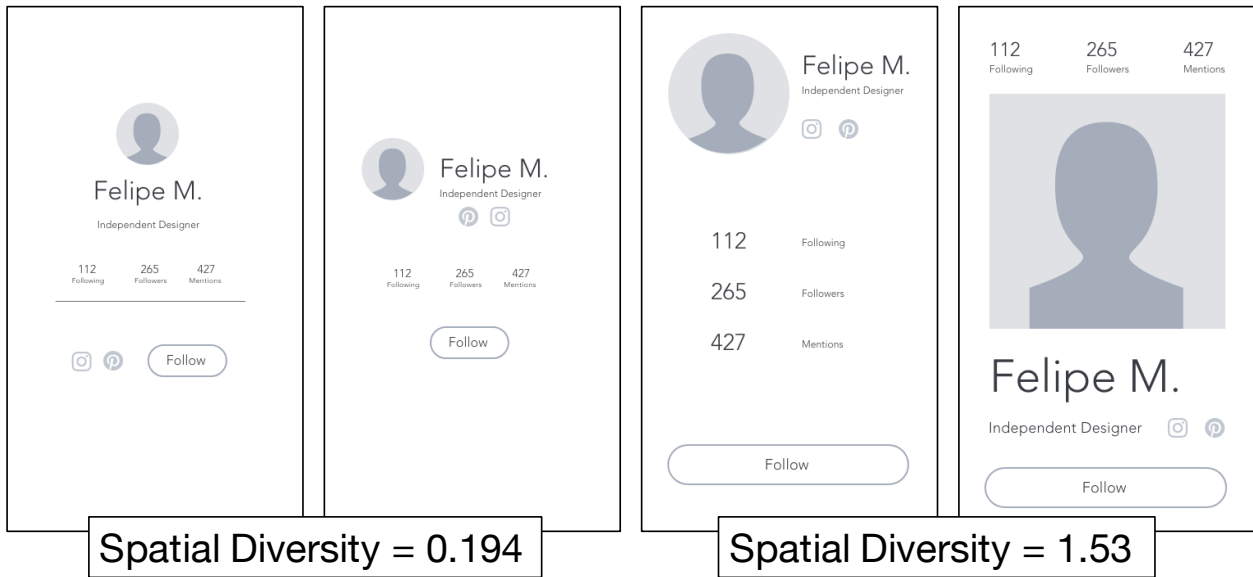 Felipe M.
Independent Designer
112 265 427
Following Followers Mentions
Follow
Felipe M.
Independent Designer
112 265 427
Following Followers Mentions
Follow
Spatial Diversity = 0.194
Felipe M.
Independent Designer
112 Following
265 Followers
427 Mentions
Follow
112 265 427
Following Followers Mentions
Felipe M.
Independent Designer
Follow
Spatial Diversity = 1.53